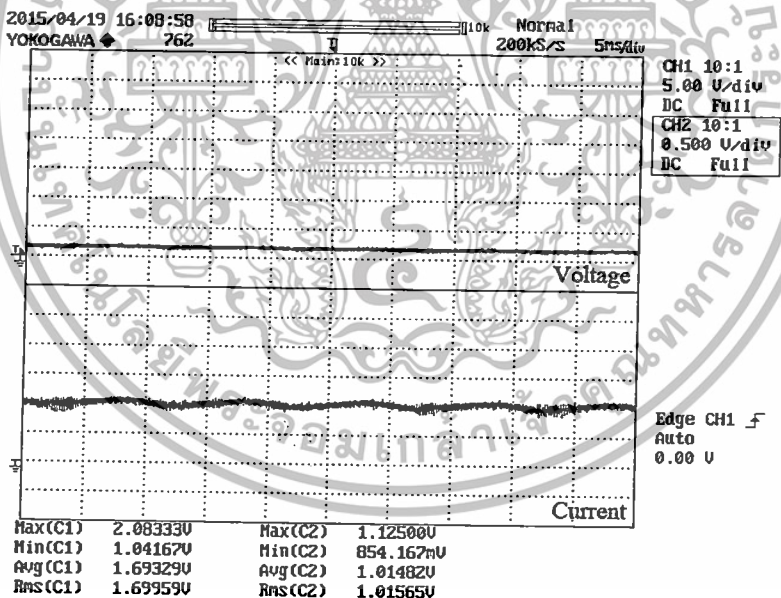 2015/04/19 16:08:58
YOKOGAWA ◆ 762
10k
Normal
200kS/s 5ms/div
<< Main:10k >>
CH1 10:1
5.00 V/div
DC Full
CH2 10:1
0.500 V/div
DC Full
Voltage
Edge CH1
Auto
0.00 V
Current
Max(C1) 2.08333V Max(C2) 1.12500V
Min(C1) 1.04167V Min(C2) 854.167mV
Avg(C1) 1.69329V Avg(C2) 1.01482V
Rms(C1) 1.69959V Rms(C2) 1.01565V